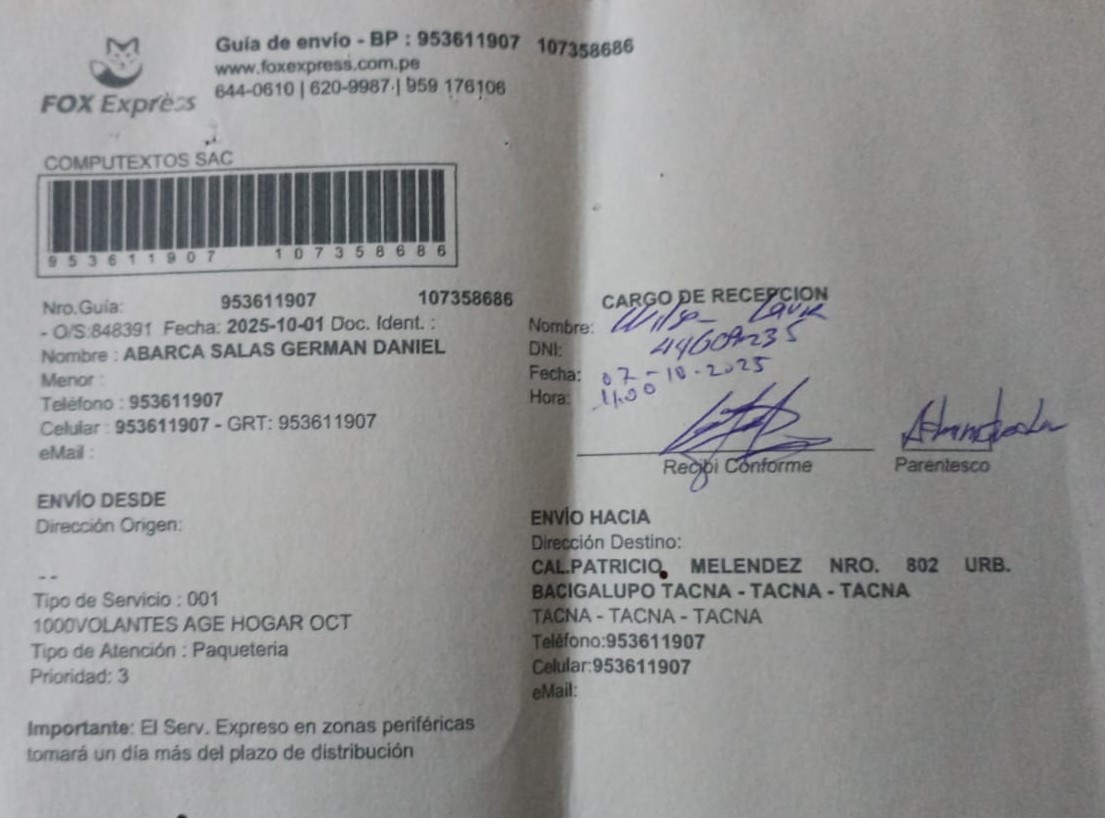 FOX Express
Guía de envío - BP : 953611907 107358686
www.foxexpress.com.pe
644-0610 | 620-9987 | 959 176106
COMPUTEXTOS SAC
953611907 107358686
Nro.Guía: 953611907 107358686
- O/S:848391 Fecha: 2025-10-01 Doc. Ident. :
Nombre : ABARCA SALAS GERMAN DANIEL
Menor :
Teléfono : 953611907
Celular : 953611907 - GRT: 953611907
eMail :
ENVÍO DESDE
Dirección Origen:
--
Tipo de Servicio : 001
1000VOLANTES AGE HOGAR OCT
Tipo de Atención : Paqueteria
Prioridad: 3
Importante: El Serv. Expreso en zonas periféricas
tomará un día más del plazo de distribución
CARGO DE RECEPCION
Nombre:
DNI:
Fecha: 07-10-2025
Hora: 4:00
Recibi Conforme
Parentesco
ENVÍO HACIA
Dirección Destino:
CAL.PATRICIO MELENDEZ NRO. 802 URB.
BACIGALUPO TACNA - TACNA - TACNA
TACNA - TACNA - TACNA
Teléfono:953611907
Celular:953611907
eMail: